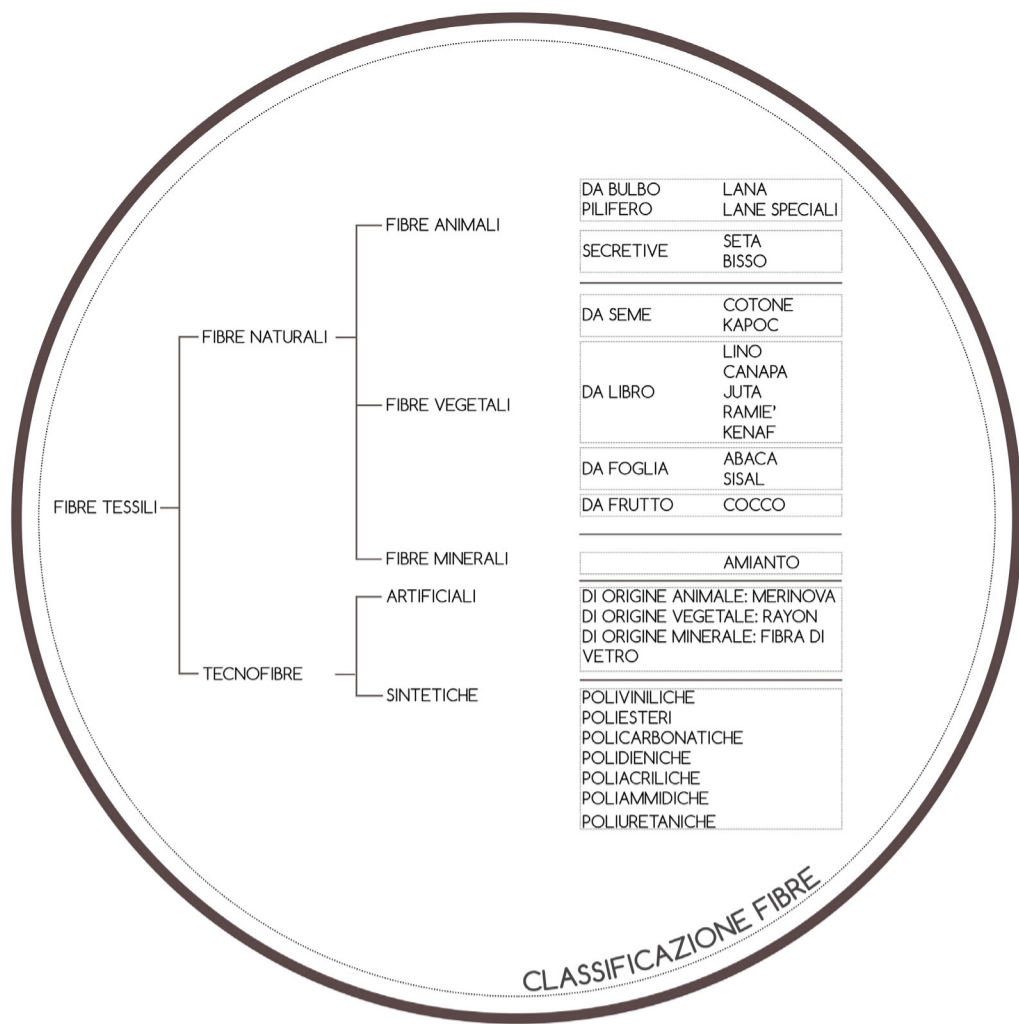 FIBRE TESSILI
FIBRE NATURALI
FIBRE ANIMALI
DA BULBO PILIFERO
LANA
LANE SPECIALI
SECRETIVE
SETA
BISSO
FIBRE VEGETALI
DA SEME
COTONE
KAPOC
DA LIBRO
LINO
CANAPA
JUTA
RAMIE'
KENAF
DA FOGLIA
ABACA
SISAL
DA FRUTTO
COCCO
FIBRE MINERALI
AMIANTO
TECNOFIBRE
ARTIFICIALI
DI ORIGINE ANIMALE: MERINOVA
DI ORIGINE VEGETALE: RAYON
DI ORIGINE MINERALE: FIBRA DI
VETRO
SINTETICHE
POLIVINILICHE
POLIESTERI
POLICARBONATICHE
POLIDIENICHE
POLIACRILICHE
POLIAMMIDICHE
POLIURETANICHE
CLASSIFICAZIONE FIBRE